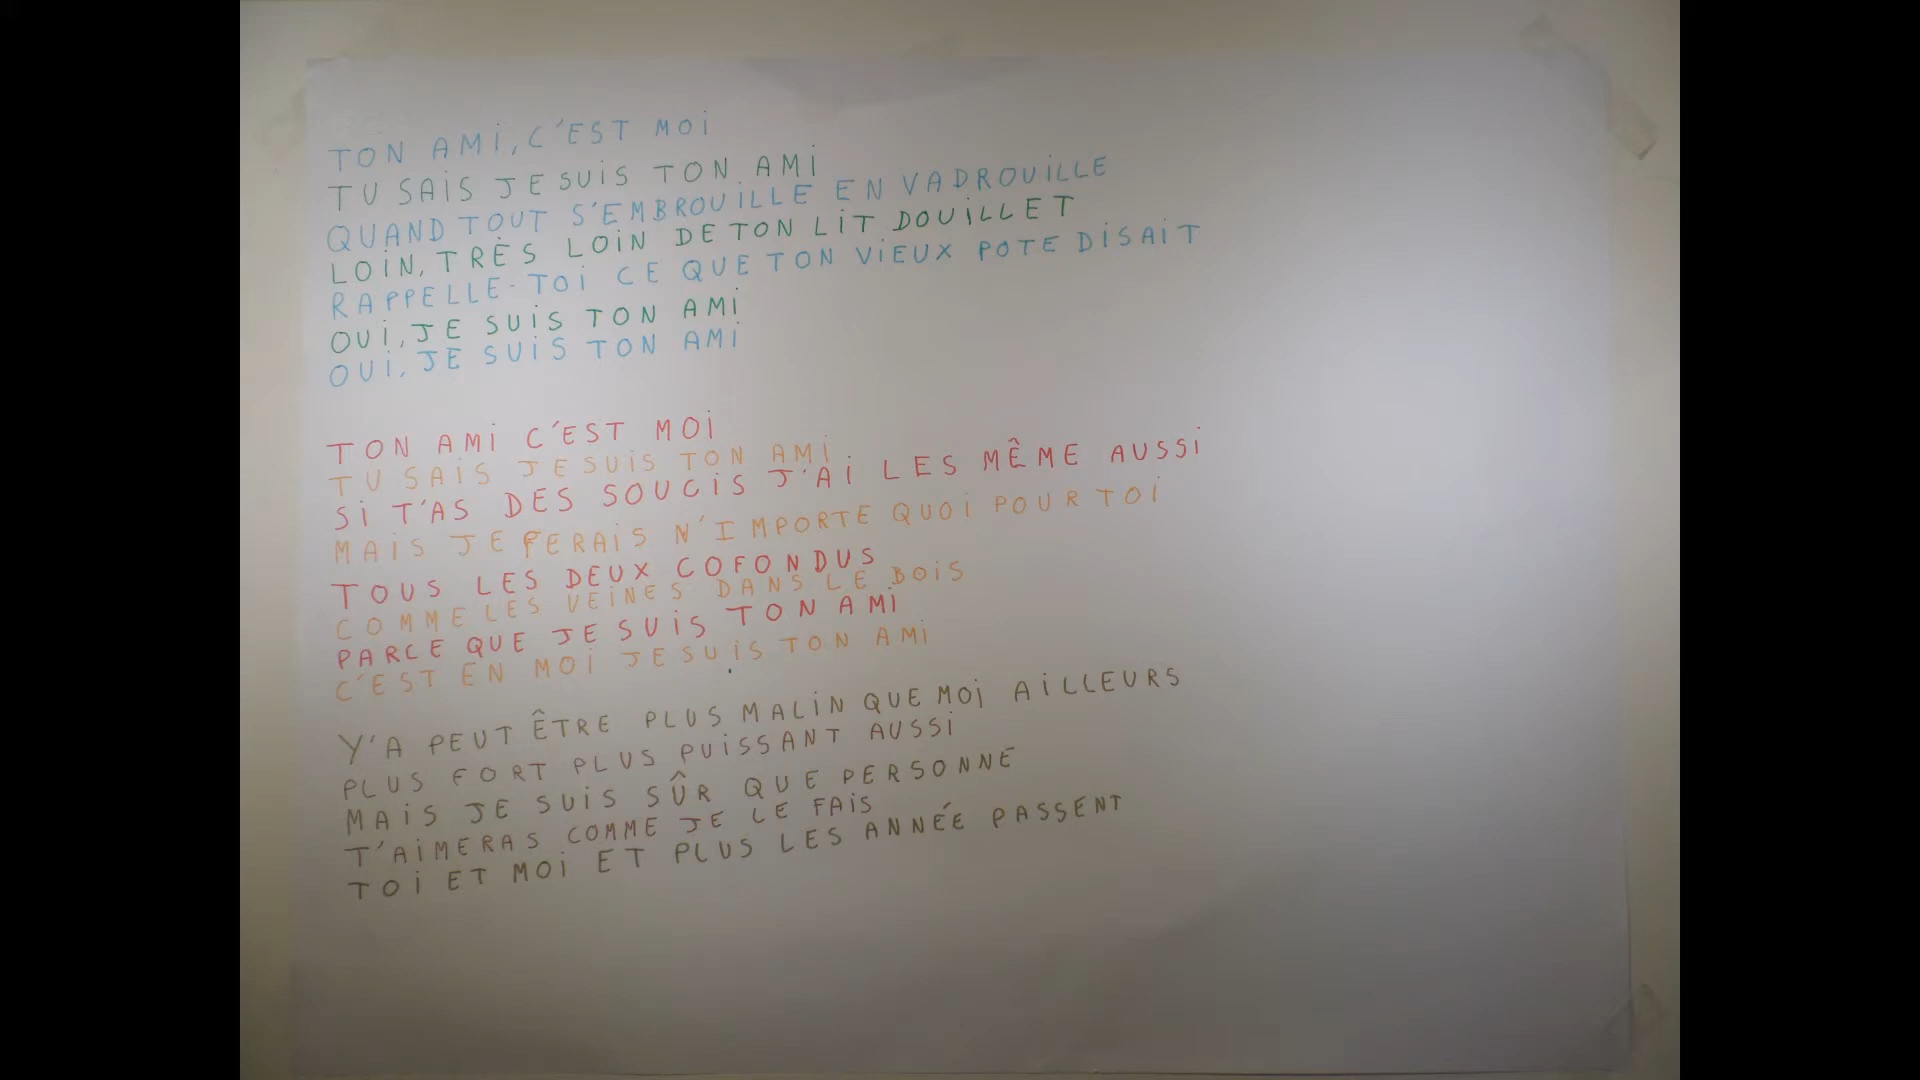 TON AMi, C'EST MOi
TU SAiS JE SUiS TON AMi
QUAND TOUT S'EMBROUiLLE EN VADROUiLLE
LOiN, TRÈS LOiN DE TON LiT DOUiLLET
RAPPELLE-TOi CE QUE TON ViEUX POTE DiSAiT
OUi, JE SUiS TON AMi
OUi, JE SUiS TON AMi
TON AMi C'EST MOi
TU SAiS JE SUiS TON AMi
Si T'AS DES SOUCiS J'Ai LES MÊME AUSSi
MAiS JE FERAiS N'IMPORTE QUOi POUR TOi
TOUS LES DEUX COFONDUS
COMME LES VEiNES DANS LE BOiS
PARCE QUE JE SUiS TON AMi
C'EST EN MOi JE SUiS TON AMi
Y'A PEUT ÊTRE PLUS MALiN QUE MOi AiLLEURS
PLUS FORT PLUS PUiSSANT AUSSi
MAiS JE SUiS SÛR QUE PERSONNE
T'AiMERAS COMME JE LE FAiS
TOi ET MOi ET PLUS LES ANNÉE PASSENT